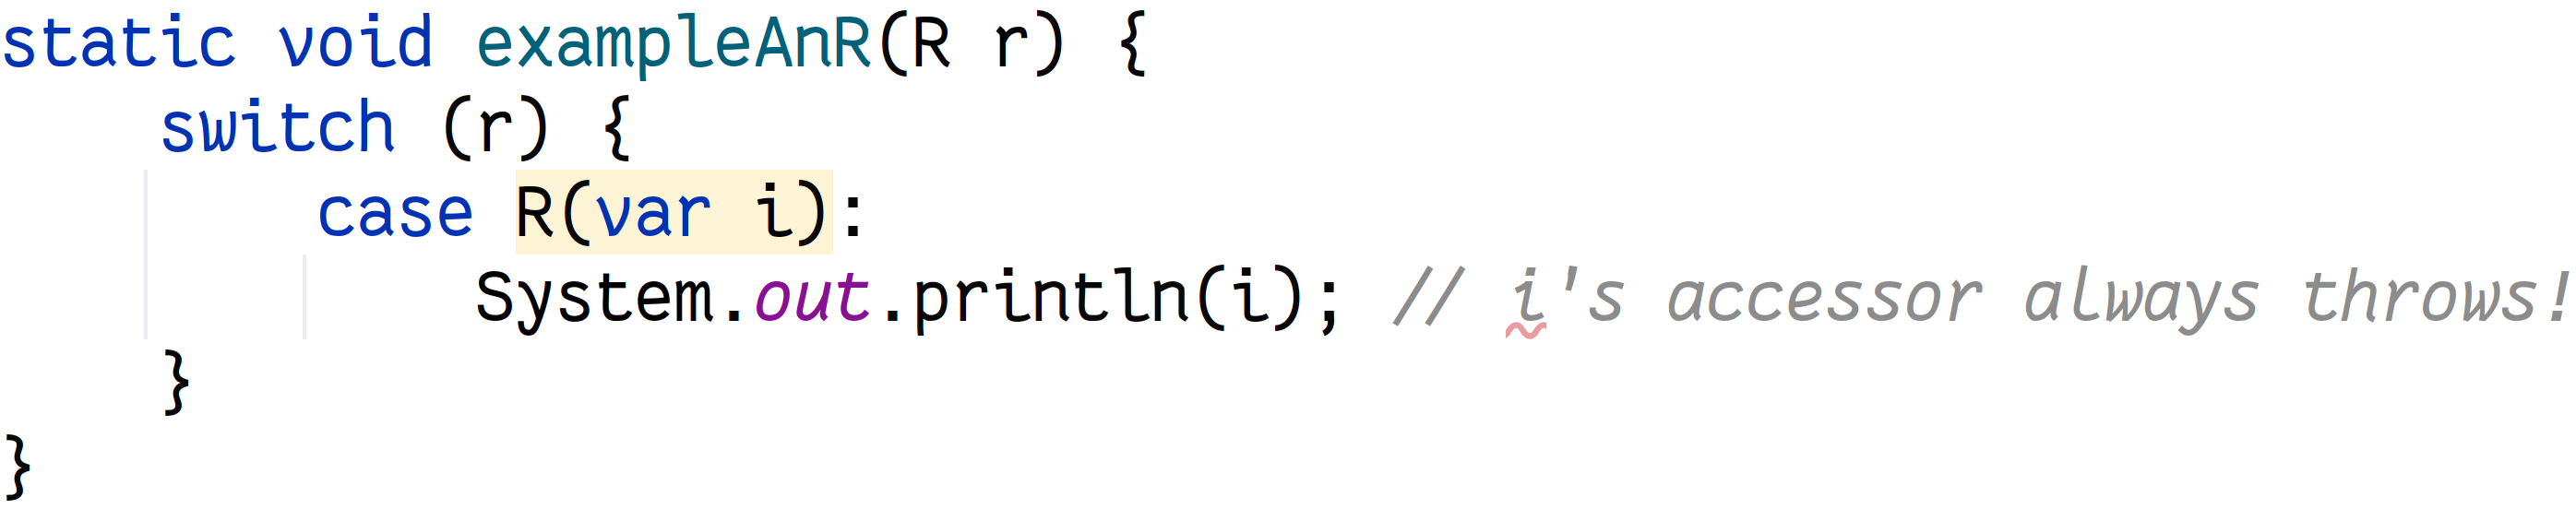 static void exampleAnR(R r) {
    switch (r) {
        case R(var i):
            System.out.println(i); // i's accessor always throws!
    }
}